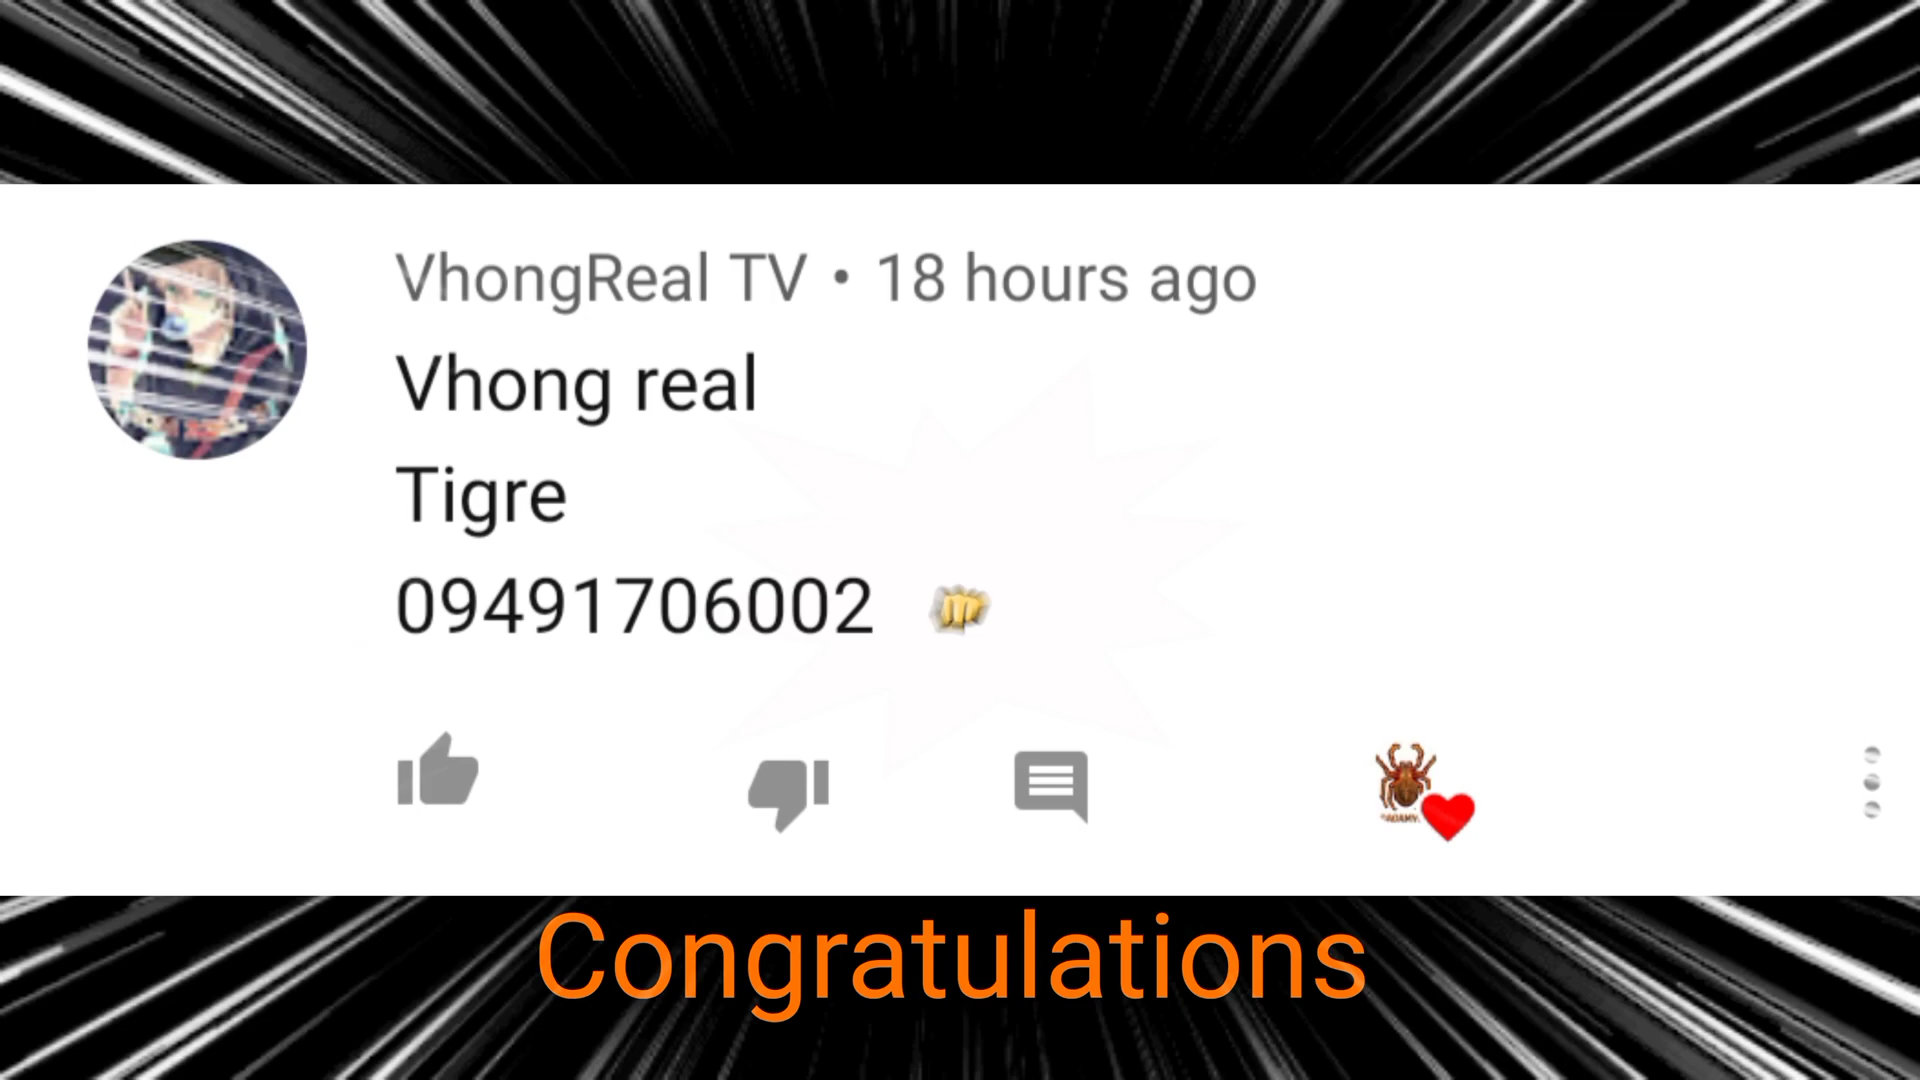 VhongReal TV • 18 hours ago
Vhong real
Tigre
09491706002 👊
Congratulations